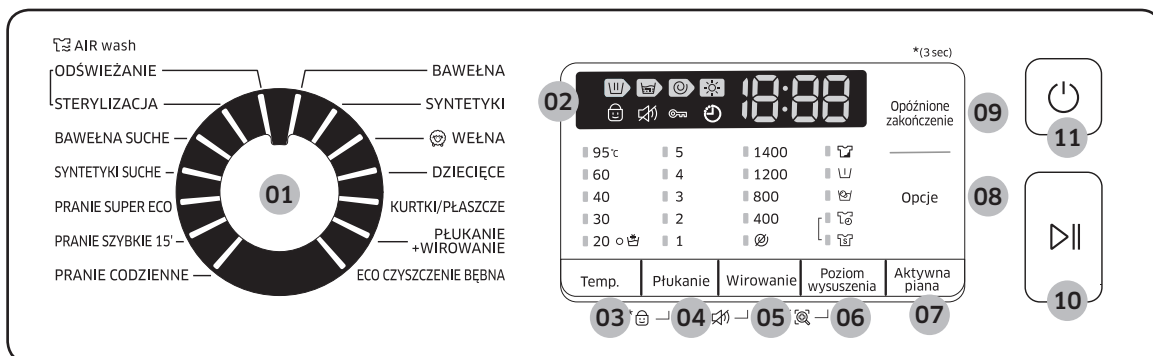 AIR wash
ODŚWIEŻANIE
STERYLIZACJA
BAWEŁNA SUCHE
SYNTETYKI SUCHE
PRANIE SUPER ECO
PRANIE SZYBKIE 15'
PRANIE CODZIENNE
BAWEŁNA
SYNTETYKI
WEŁNA
DZIECIĘCE
KURTKI/PŁASZCZE
PŁUKANIE
+WIROWANIE
ECO CZYSZCZENIE BĘBNA
01
*(3 sec)
02
18:88
Opóźnione
zakończenie
09
11
95°c 5 1400
60 4 1200
40 3 800
30 2 400
20 1
Opcje
08
10
Temp. Płukanie Wirowanie Poziom
wysuszenia
Aktywna
piana
03 * 04 05 06 07